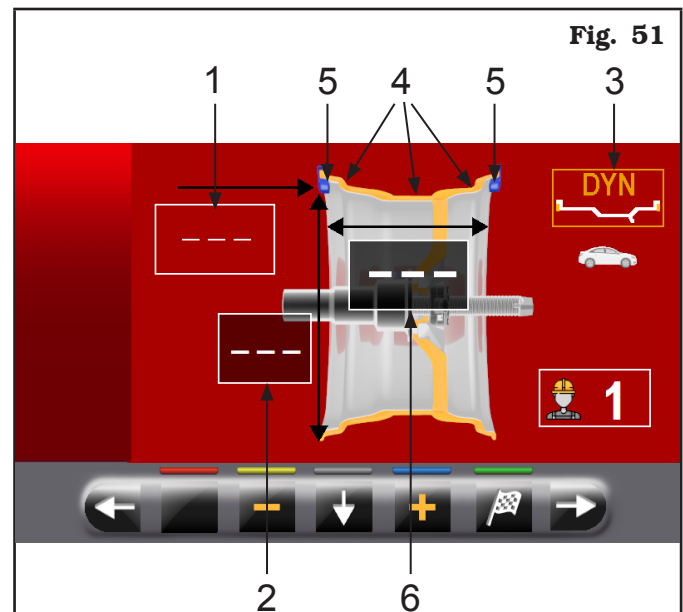 Fig. 51
1 5 4 5 3
DYN
– – –
– – –
– – –
1
2 6